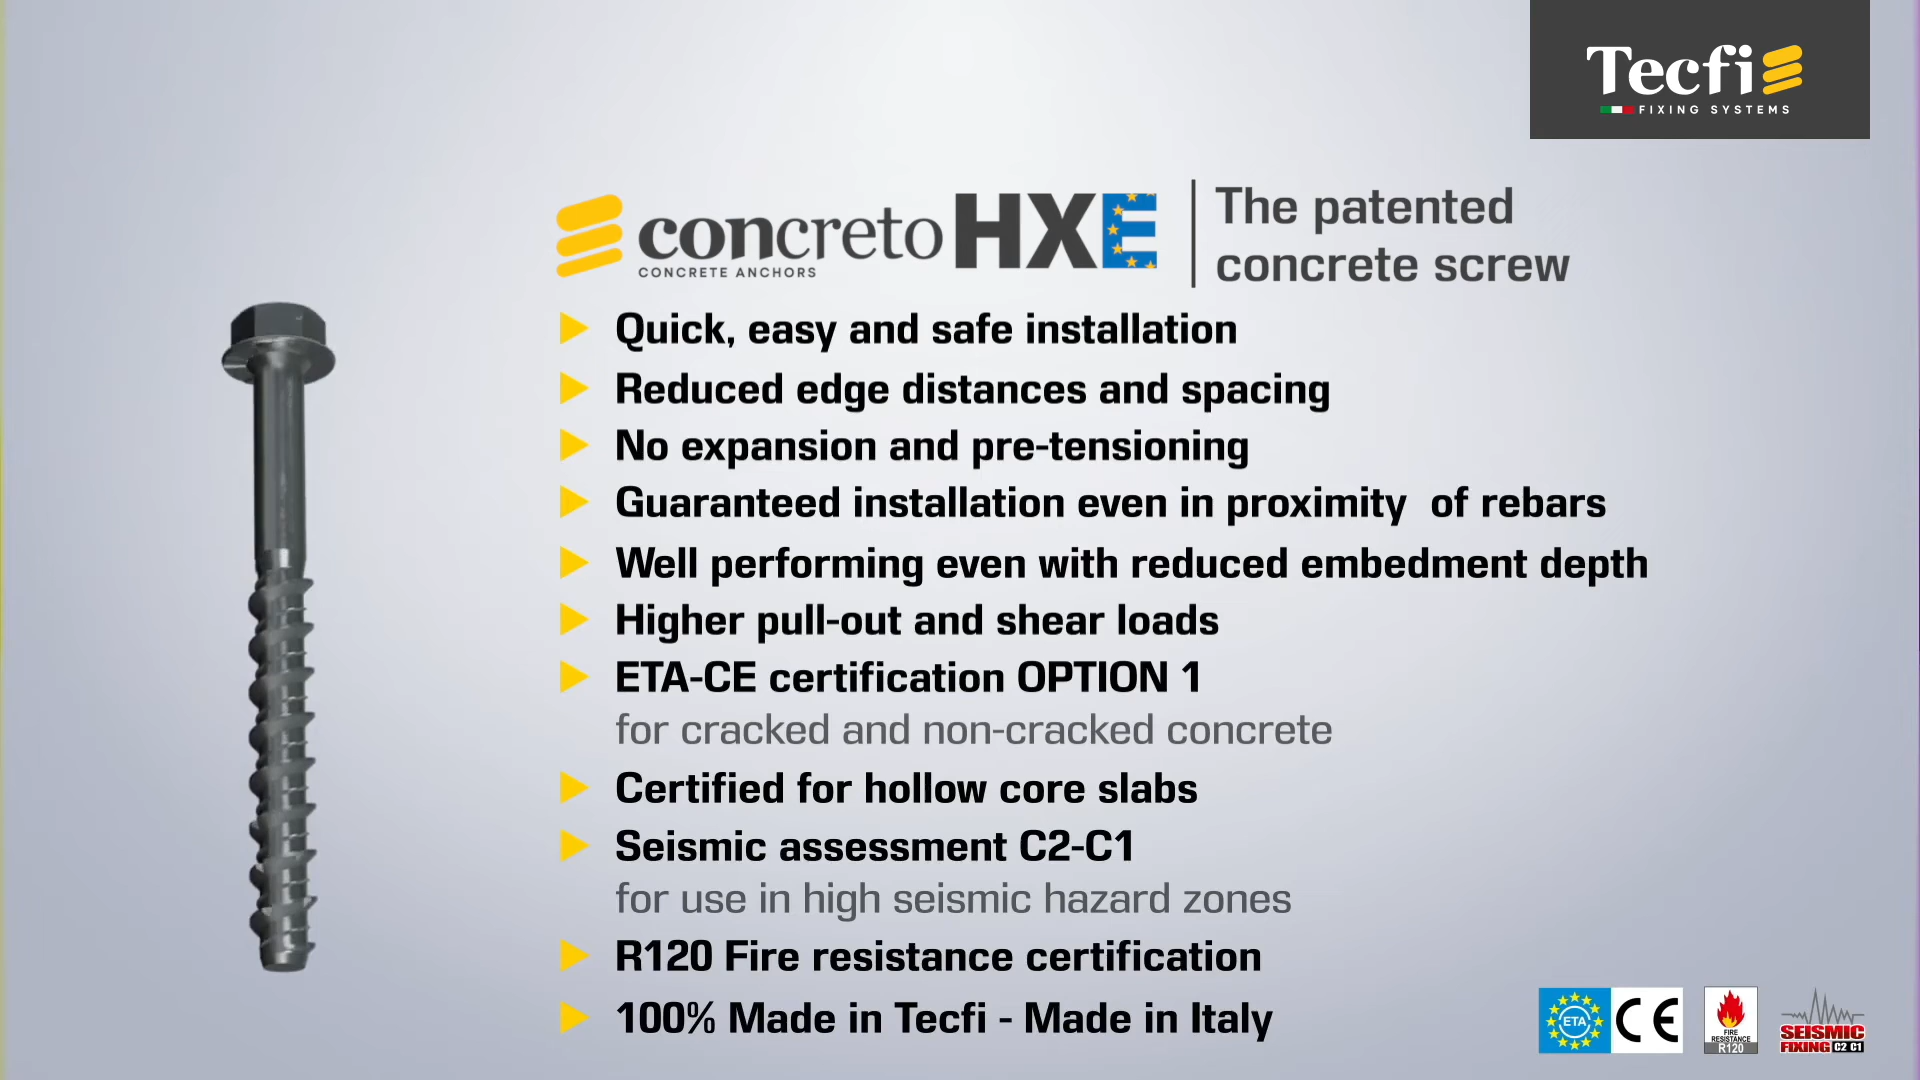 Tecfi
FIXING SYSTEMS
concreto HXE
CONCRETE ANCHORS
The patented
concrete screw
Quick, easy and safe installation
Reduced edge distances and spacing
No expansion and pre-tensioning
Guaranteed installation even in proximity of rebars
Well performing even with reduced embedment depth
Higher pull-out and shear loads
ETA-CE certification OPTION 1
for cracked and non-cracked concrete
Certified for hollow core slabs
Seismic assessment C2-C1
for use in high seismic hazard zones
R120 Fire resistance certification
100% Made in Tecfi - Made in Italy
ETA
CE
FIRE
RESISTANCE
R120
SEISMIC
FIXING C2 C1